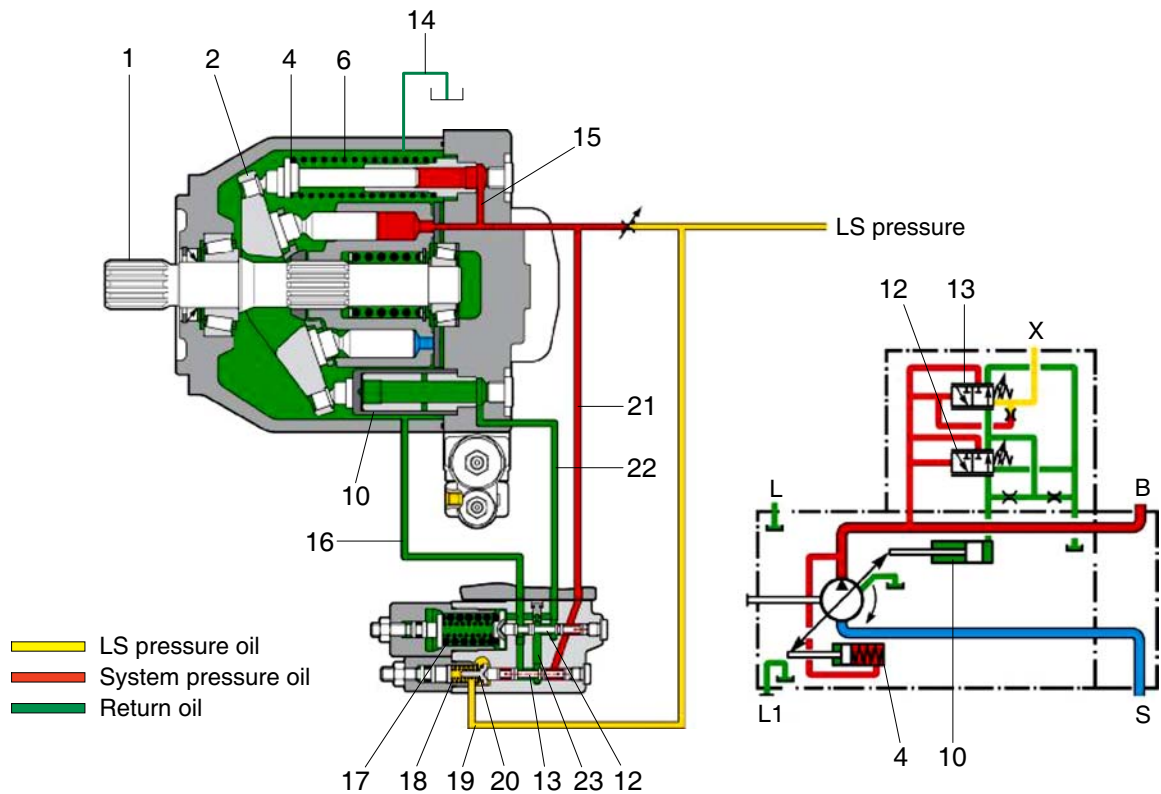 14
1 2 4 6
15
LS pressure
13
12 X
21
22
10
L B
16
10
LS pressure oil
System pressure oil
Return oil
L1 S
17 18 19 20 13 23 12
4 10